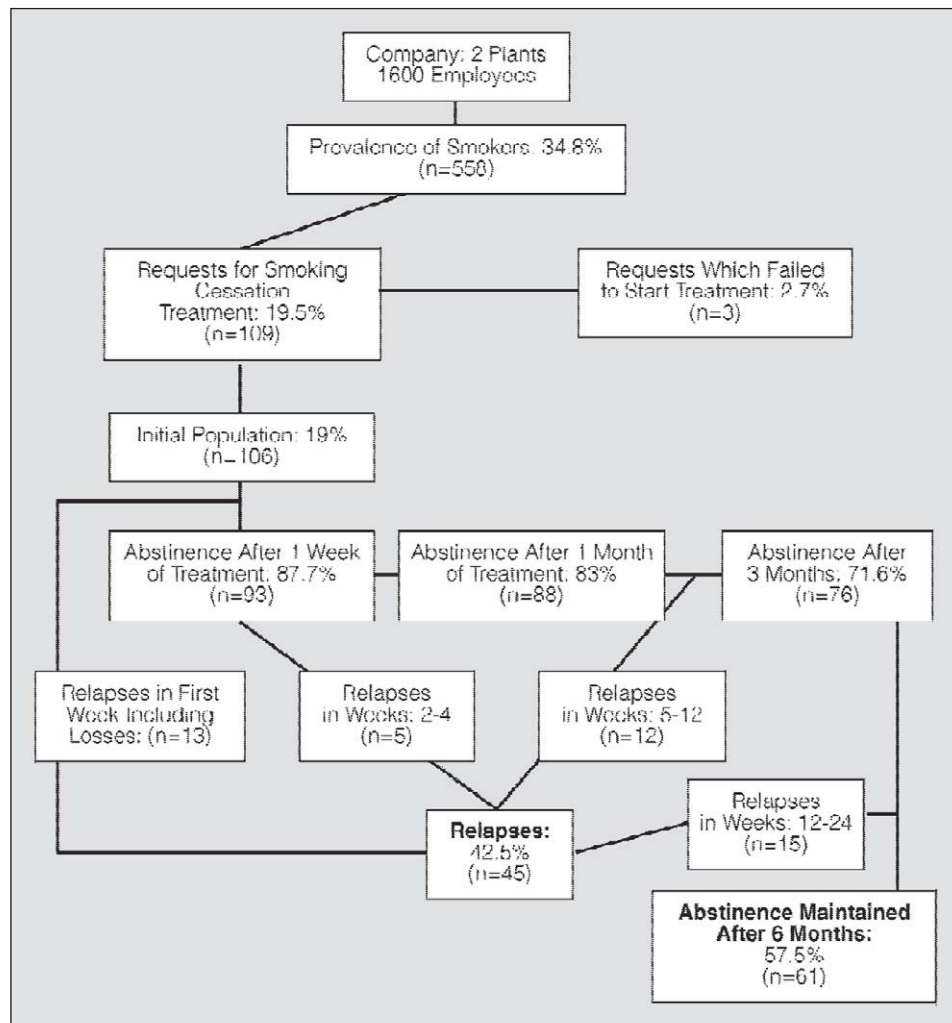 Company: 2 Plants
1600 Employees
Prevalence of Smokers: 34.8%
(n=558)
Requests for Smoking
Cessation
Treatment: 19.5%
(n=109)
Requests Which Failed
to Start Treatment: 2.7%
(n=3)
Initial Population: 19%
(n=106)
Abstinence After 1 Week
of Treatment: 87.7%
(n=93)
Abstinence After 1 Month
of Treatment: 83%
(n=88)
Abstinence After
3 Months: 71.6%
(n=76)
Relapses in First
Week Including
Losses: (n=13)
Relapses
in Weeks: 2-4
(n=5)
Relapses
in Weeks: 5-12
(n=12)
Relapses:
42.5%
(n=45)
Relapses
in Weeks: 12-24
(n=15)
Abstinence Maintained
After 6 Months:
57.5%
(n=61)